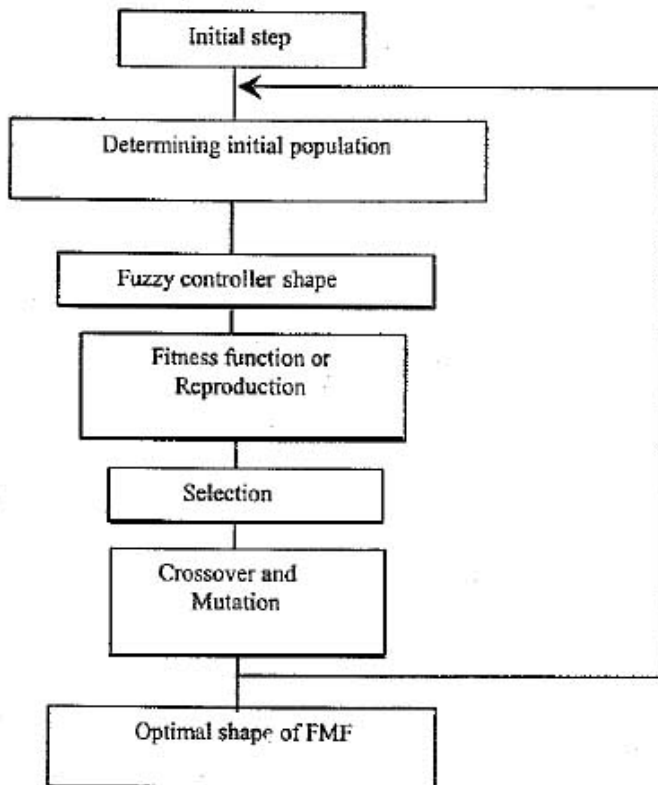 Initial step
Determining initial population
Fuzzy controller shape
Fitness function or
Reproduction
Selection
Crossover and
Mutation
Optimal shape of FMF